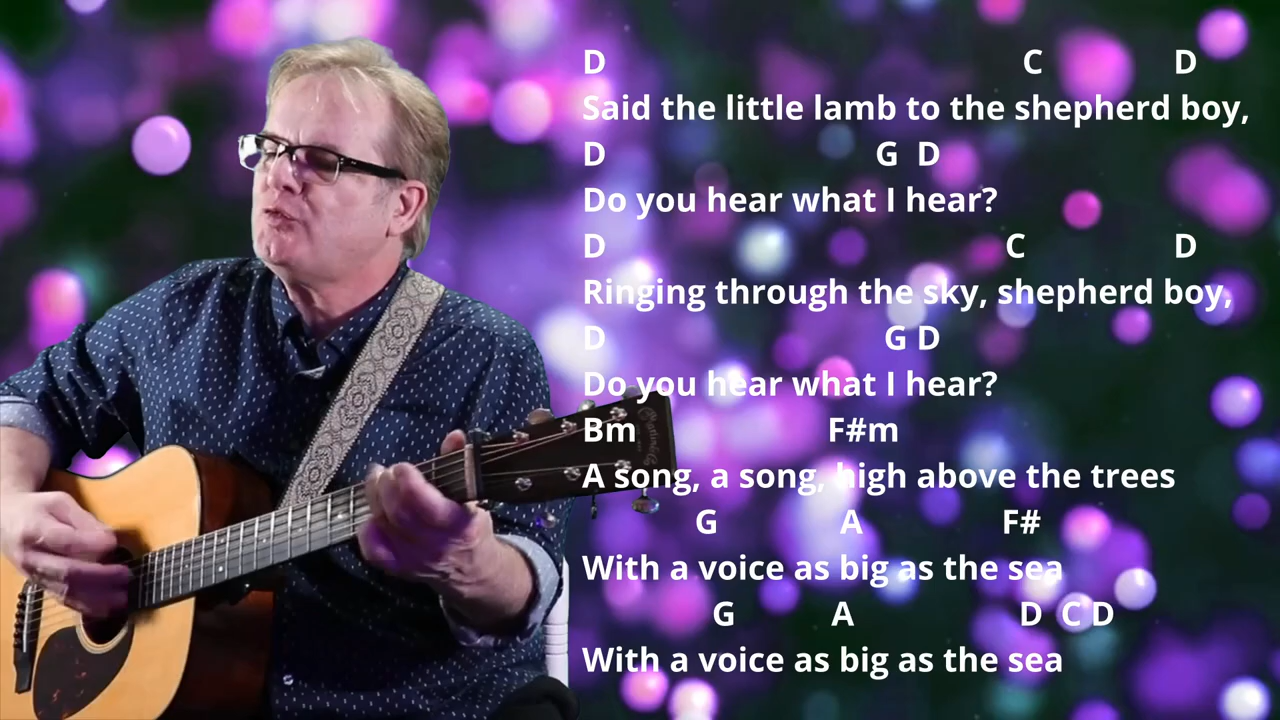 D C D
Said the little lamb to the shepherd boy,
D G D
Do you hear what I hear?
D C D
Ringing through the sky, shepherd boy,
D G D
Do you hear what I hear?
Bm F#m
A song, a song, high above the trees
G A F#
With a voice as big as the sea
G A D C D
With a voice as big as the sea